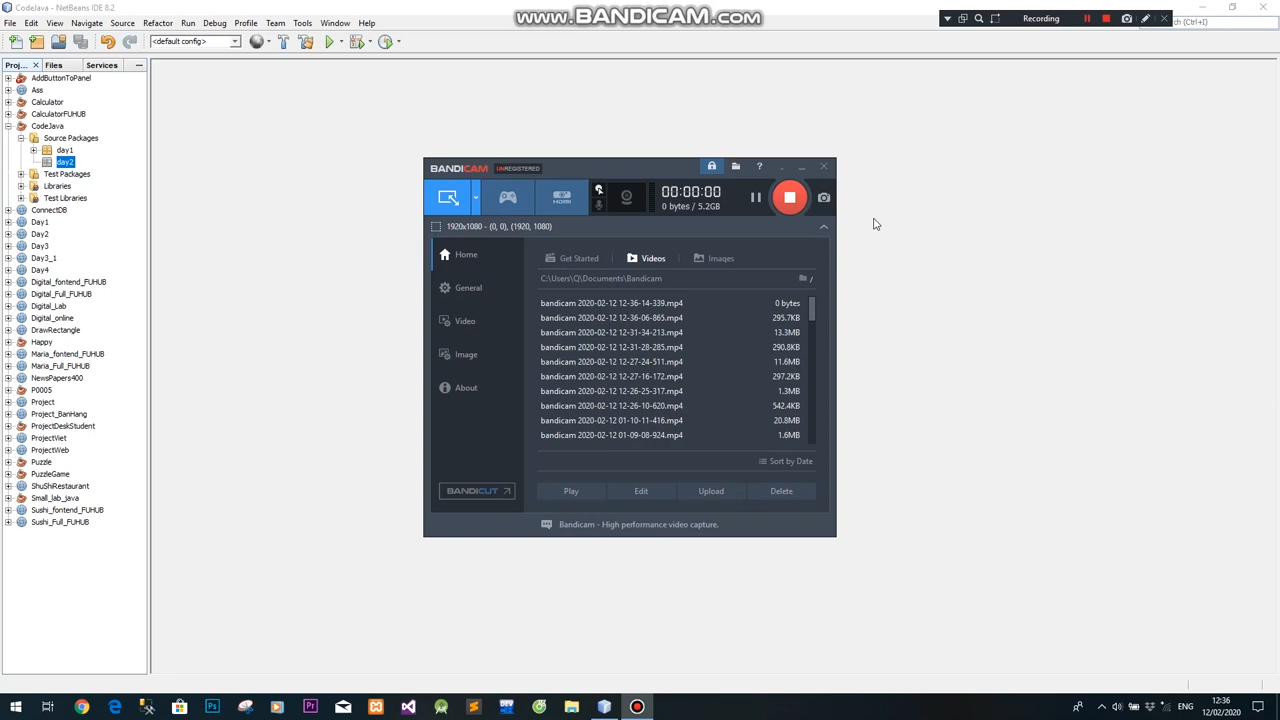 CodeJava - NetBeans IDE 8.2
www.BANDICAM.com
Recording
File Edit View Navigate Source Refactor Run Debug Profile Team Tools Window Help
ch (Ctrl+I)
<default config>
Proj... Files Services
AddButtonToPanel
Ass
Calculator
CalculatorFUHUB
CodeJava
Source Packages
day1
day2
Test Packages
Libraries
Test Libraries
ConnectDB
Day1
Day2
Day3
Day3_1
Day4
Digital_fontend_FUHUB
Digital_Full_FUHUB
Digital_Lab
Digital_online
DrawRectangle
Happy
Maria_fontend_FUHUB
Maria_Full_FUHUB
NewsPapers400
P0005
Project
Project_BanHang
ProjectDeskStudent
ProjectViet
ProjectWeb
Puzzle
PuzzleGame
ShuShiRestaurant
Small_lab_java
Sushi_fontend_FUHUB
Sushi_Full_FUHUB
BANDICAM UNREGISTERED
HDMI
00:00:00
0 bytes / 5.2GB
1920x1080 - (0, 0), (1920, 1080)
Home
General
Video
Image
About
BANDICUT
Get Started Videos Images
C:\Users\Q\Documents\Bandicam
bandicam 2020-02-12 12-36-14-339.mp4 0 bytes
bandicam 2020-02-12 12-36-06-865.mp4 295.7KB
bandicam 2020-02-12 12-31-34-213.mp4 13.3MB
bandicam 2020-02-12 12-31-28-285.mp4 290.8KB
bandicam 2020-02-12 12-27-24-511.mp4 11.6MB
bandicam 2020-02-12 12-27-16-172.mp4 297.2KB
bandicam 2020-02-12 12-26-25-317.mp4 1.3MB
bandicam 2020-02-12 12-26-10-620.mp4 542.4KB
bandicam 2020-02-12 01-10-11-416.mp4 20.8MB
bandicam 2020-02-12 01-09-08-924.mp4 1.6MB
Sort by Date
Play Edit Upload Delete
Bandicam - High performance video capture.
Ps
Pr
ENG
12:36
12/02/2020